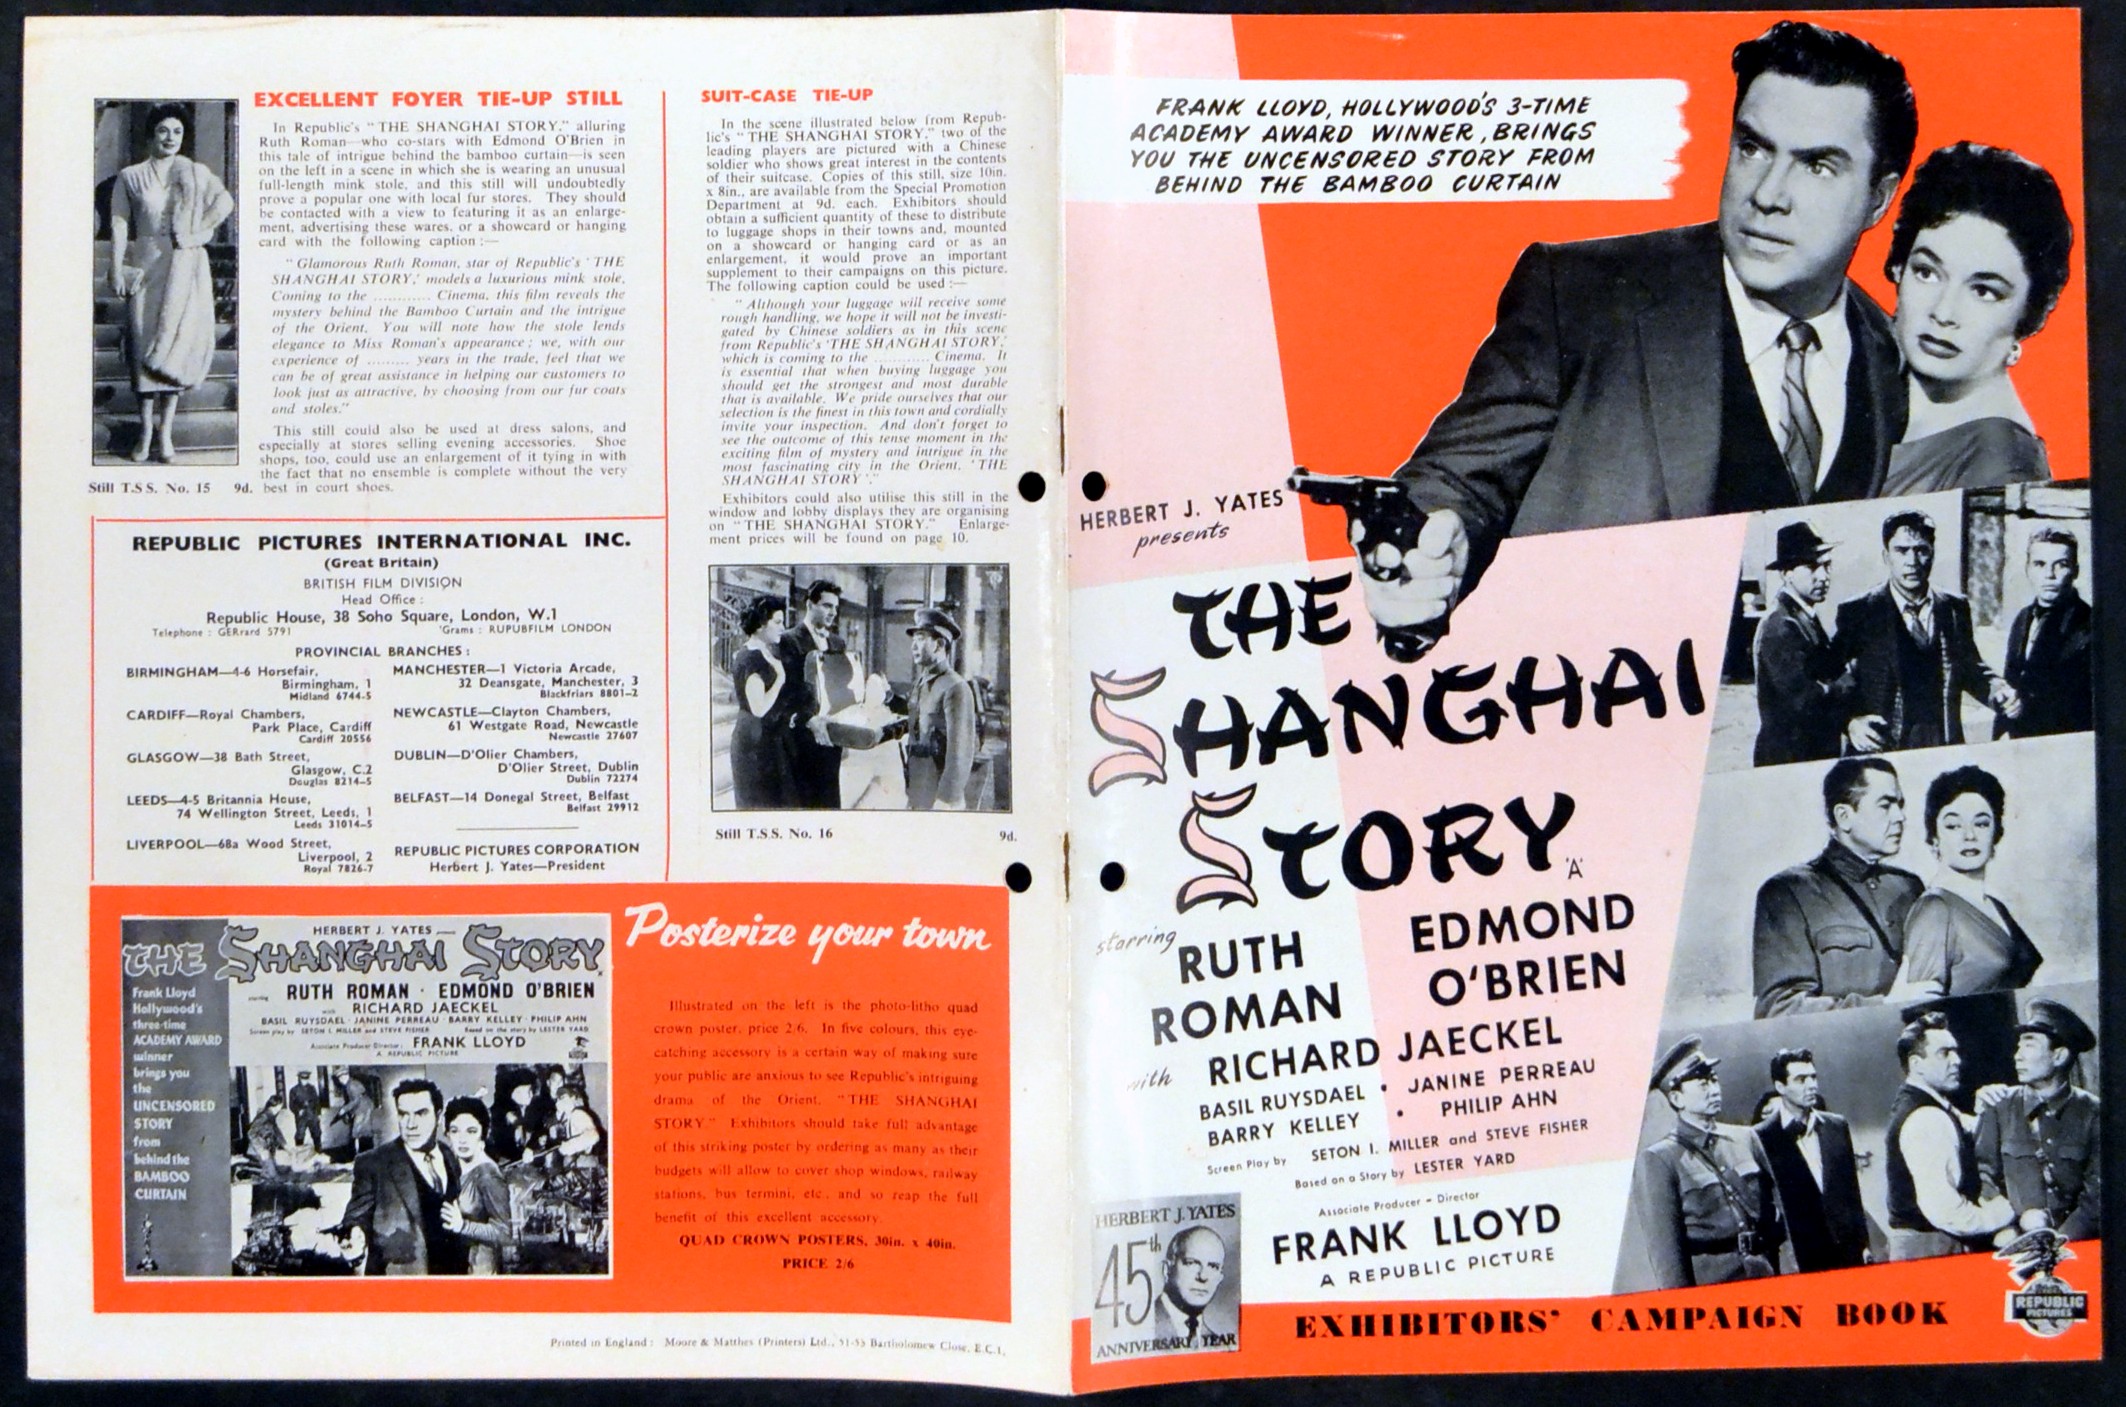 EXCELLENT FOYER TIE-UP STILL
In Republic's "THE SHANGHAI STORY," alluring
Ruth Roman—who co-stars with Edmond O'Brien in
this tale of intrigue behind the bamboo curtain—is seen
on the left in a scene in which she is wearing an unusual
full-length mink stole, and this still will undoubtedly
prove a popular one with local fur stores. They should
be contacted with a view to featuring it as an enlarge-
ment, advertising these wares, or a showcard or hanging
card with the following caption :—
"Glamorous Ruth Roman, star of Republic's 'THE
SHANGHAI STORY,' models a luxurious mink stole.
Coming to the ............ Cinema, this film reveals the
mystery behind the Bamboo Curtain and the intrigue
of the Orient. You will note how the stole lends
elegance to Miss Roman's appearance ; we, with our
experience of ......... years in the trade, feel that we
can be of great assistance in helping our customers to
look just as attractive, by choosing from our fur coats
and stoles."
This still could also be used at dress salons, and
especially at stores selling evening accessories. Shoe
shops, too, could use an enlargement of it tying in with
the fact that no ensemble is complete without the very
best in court shoes.
Still T.S.S. No. 15 9d.
SUIT-CASE TIE-UP
In the scene illustrated below from Repub-
lic's "THE SHANGHAI STORY," two of the
leading players are pictured with a Chinese
soldier who shows great interest in the contents
of their suitcase. Copies of this still, size 10in.
x 8in., are available from the Special Promotion
Department at 9d. each. Exhibitors should
obtain a sufficient quantity of these to distribute
to luggage shops in their towns and, mounted
on a showcard or hanging card or as an
enlargement, it would prove an important
supplement to their campaigns on this picture.
The following caption could be used :—
"Although your luggage will receive some
rough handling, we hope it will not be investi-
gated by Chinese soldiers as in this scene
from Republic's 'THE SHANGHAI STORY,'
which is coming to the ............ Cinema. It
is essential that when buying luggage you
should get the strongest and most durable
that is available. We pride ourselves that our
selection is the finest in this town and cordially
invite your inspection. And don't forget to
see the outcome of this tense moment in the
exciting film of mystery and intrigue in the
most fascinating city in the Orient, 'THE
SHANGHAI STORY'."
Exhibitors could also utilise this still in the
window and lobby displays they are organising
on "THE SHANGHAI STORY." Enlarge-
ment prices will be found on page 10.
Still T.S.S. No. 16 9d.
REPUBLIC PICTURES INTERNATIONAL INC.
(Great Britain)
BRITISH FILM DIVISION
Head Office :
Republic House, 38 Soho Square, London, W.1
Telephone : GERrard 5791 'Grams : RUPUBFILM LONDON
PROVINCIAL BRANCHES :
BIRMINGHAM—4-6 Horsefair,
Birmingham, 1
Midland 6744-5
CARDIFF—Royal Chambers,
Park Place, Cardiff
Cardiff 20556
GLASGOW—38 Bath Street,
Glasgow, C.2
Douglas 8214-5
LEEDS—4-5 Britannia House,
74 Wellington Street, Leeds, 1
Leeds 31014-5
LIVERPOOL—68a Wood Street,
Liverpool, 2
Royal 7826-7
MANCHESTER—1 Victoria Arcade,
32 Deansgate, Manchester, 3
Blackfriars 8801-2
NEWCASTLE—Clayton Chambers,
61 Westgate Road, Newcastle
Newcastle 27607
DUBLIN—D'Olier Chambers,
D'Olier Street, Dublin
Dublin 72274
BELFAST—14 Donegal Street, Belfast
Belfast 29912
REPUBLIC PICTURES CORPORATION
Herbert J. Yates—President
HERBERT J. YATES
THE SHANGHAI STORY
Frank Lloyd
Hollywood's
three-time
ACADEMY AWARD
winner
brings you
the
UNCENSORED
STORY
from
behind the
BAMBOO
CURTAIN
starring
RUTH ROMAN · EDMOND O'BRIEN
with RICHARD JAECKEL
BASIL RUYSDAEL · JANINE PERREAU · BARRY KELLEY · PHILIP AHN
Screen play by SETON I. MILLER and STEVE FISHER Based on the story by LESTER YARD
Associate Producer-Director: FRANK LLOYD
A REPUBLIC PICTURE
Posterize your town
Illustrated on the left is the photo-litho quad
crown poster, price 2/6. In five colours, this eye-
catching accessory is a certain way of making sure
your public are anxious to see Republic's intriguing
drama of the Orient, "THE SHANGHAI
STORY." Exhibitors should take full advantage
of this striking poster by ordering as many as their
budgets will allow to cover shop windows, railway
stations, bus termini, etc., and so reap the full
benefit of this excellent accessory.
QUAD CROWN POSTERS, 30in. x 40in.
PRICE 2/6
Printed in England : Moore & Matthes (Printers) Ltd., 51-53 Bartholomew Close, E.C.1.
FRANK LLOYD, HOLLYWOOD'S 3-TIME
ACADEMY AWARD WINNER, BRINGS
YOU THE UNCENSORED STORY FROM
BEHIND THE BAMBOO CURTAIN
HERBERT J. YATES
presents
THE
SHANGHAI
STORY
'A'
starring
RUTH
ROMAN
EDMOND
O'BRIEN
with RICHARD JAECKEL
BASIL RUYSDAEL • JANINE PERREAU
BARRY KELLEY • PHILIP AHN
Screen Play by SETON I. MILLER and STEVE FISHER
Based on a Story by LESTER YARD
Associate Producer - Director
FRANK LLOYD
A REPUBLIC PICTURE
HERBERT J. YATES
45th
ANNIVERSARY YEAR
EXHIBITORS' CAMPAIGN BOOK
REPUBLIC
PICTURES